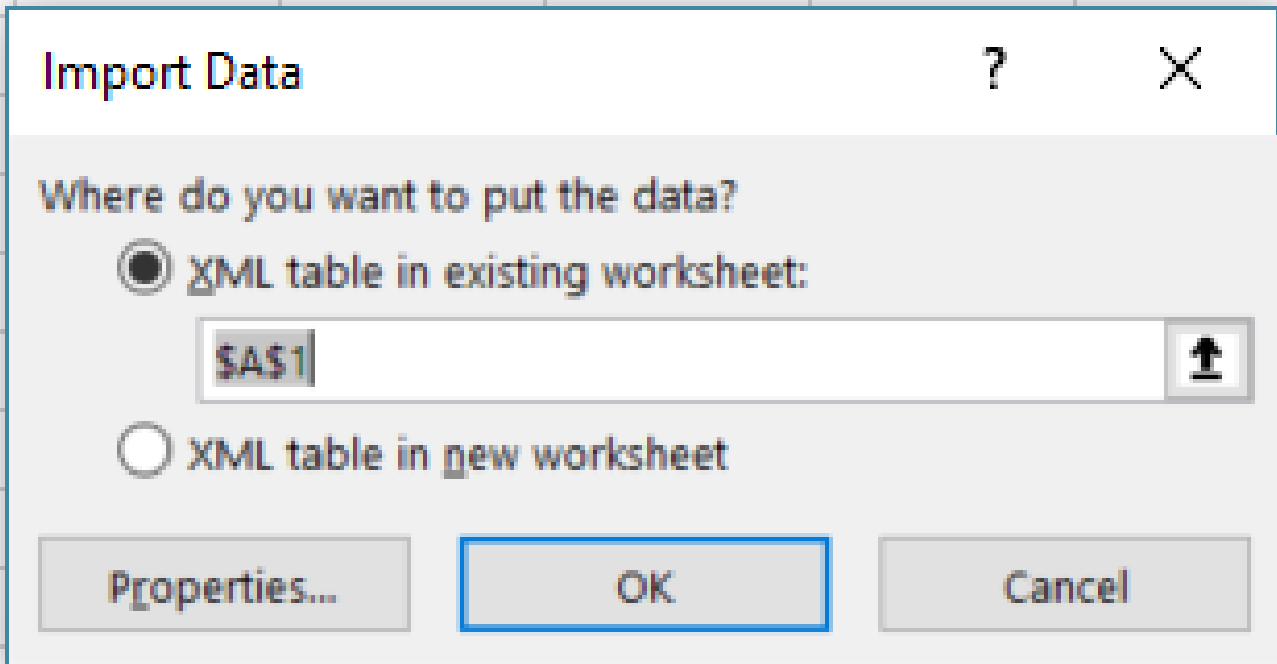 Import Data ?
Where do you want to put the data?
XML table in existing worksheet:
$A$1
XML table in new worksheet
Properties... OK Cancel